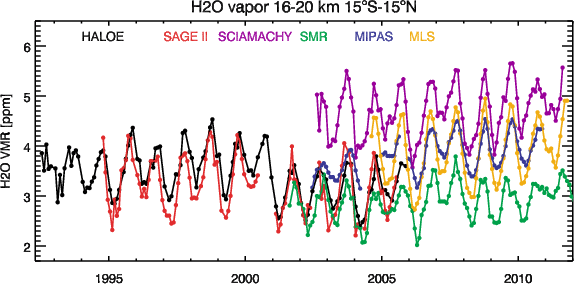 H2O vapor 16-20 km 15°S-15°N
HALOE SAGE II SCIAMACHY SMR MIPAS MLS
H2O VMR [ppm]
6
5
4
3
2
1995 2000 2005 2010